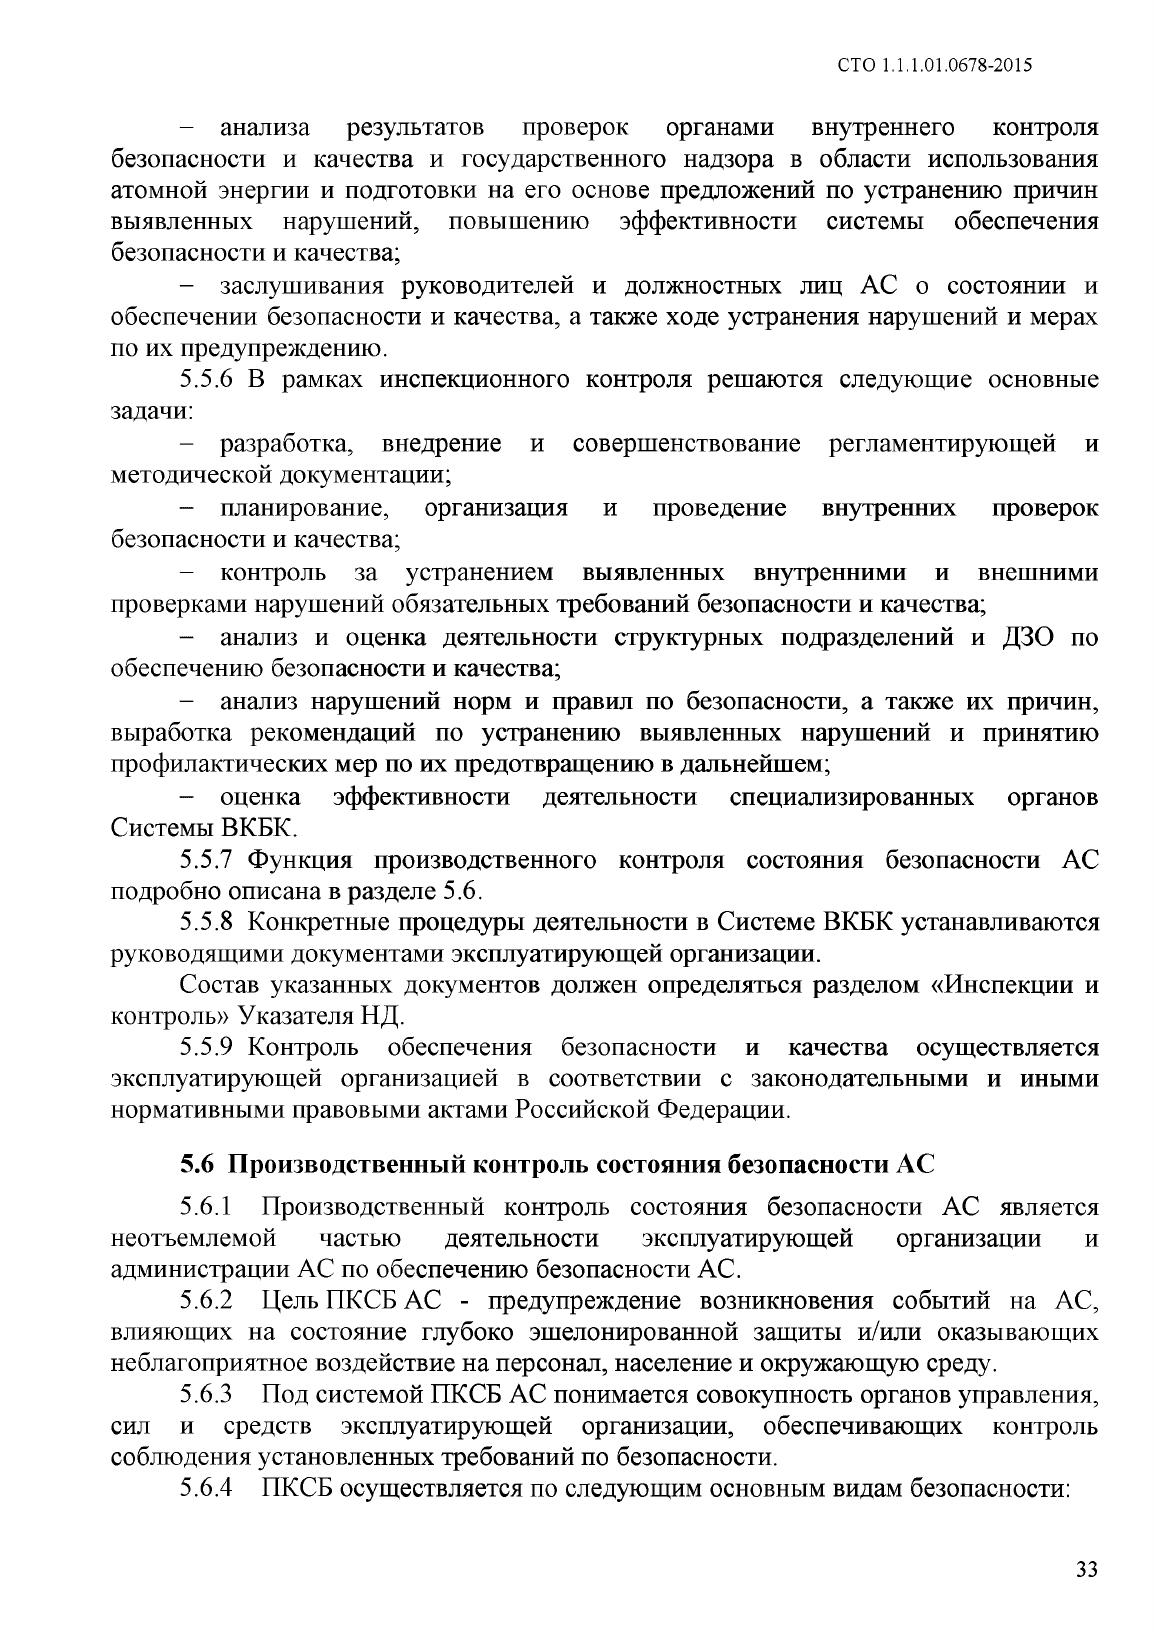 СТО 1.1.1.01.0678-2015
– анализа результатов проверок органами внутреннего контроля
безопасности и качества и государственного надзора в области использования
атомной энергии и подготовки на его основе предложений по устранению причин
выявленных нарушений, повышению эффективности системы обеспечения
безопасности и качества;
– заслушивания руководителей и должностных лиц АС о состоянии и
обеспечении безопасности и качества, а также ходе устранения нарушений и мерах
по их предупреждению.
5.5.6 В рамках инспекционного контроля решаются следующие основные
задачи:
– разработка, внедрение и совершенствование регламентирующей и
методической документации;
– планирование, организация и проведение внутренних проверок
безопасности и качества;
– контроль за устранением выявленных внутренними и внешними
проверками нарушений обязательных требований безопасности и качества;
– анализ и оценка деятельности структурных подразделений и ДЗО по
обеспечению безопасности и качества;
– анализ нарушений норм и правил по безопасности, а также их причин,
выработка рекомендаций по устранению выявленных нарушений и принятию
профилактических мер по их предотвращению в дальнейшем;
– оценка эффективности деятельности специализированных органов
Системы ВКБК.
5.5.7 Функция производственного контроля состояния безопасности АС
подробно описана в разделе 5.6.
5.5.8 Конкретные процедуры деятельности в Системе ВКБК устанавливаются
руководящими документами эксплуатирующей организации.
Состав указанных документов должен определяться разделом «Инспекции и
контроль» Указателя НД.
5.5.9 Контроль обеспечения безопасности и качества осуществляется
эксплуатирующей организацией в соответствии с законодательными и иными
нормативными правовыми актами Российской Федерации.
5.6 Производственный контроль состояния безопасности АС
5.6.1 Производственный контроль состояния безопасности АС является
неотъемлемой частью деятельности эксплуатирующей организации и
администрации АС по обеспечению безопасности АС.
5.6.2 Цель ПКСБ АС - предупреждение возникновения событий на АС,
влияющих на состояние глубоко эшелонированной защиты и/или оказывающих
неблагоприятное воздействие на персонал, население и окружающую среду.
5.6.3 Под системой ПКСБ АС понимается совокупность органов управления,
сил и средств эксплуатирующей организации, обеспечивающих контроль
соблюдения установленных требований по безопасности.
5.6.4 ПКСБ осуществляется по следующим основным видам безопасности:
33